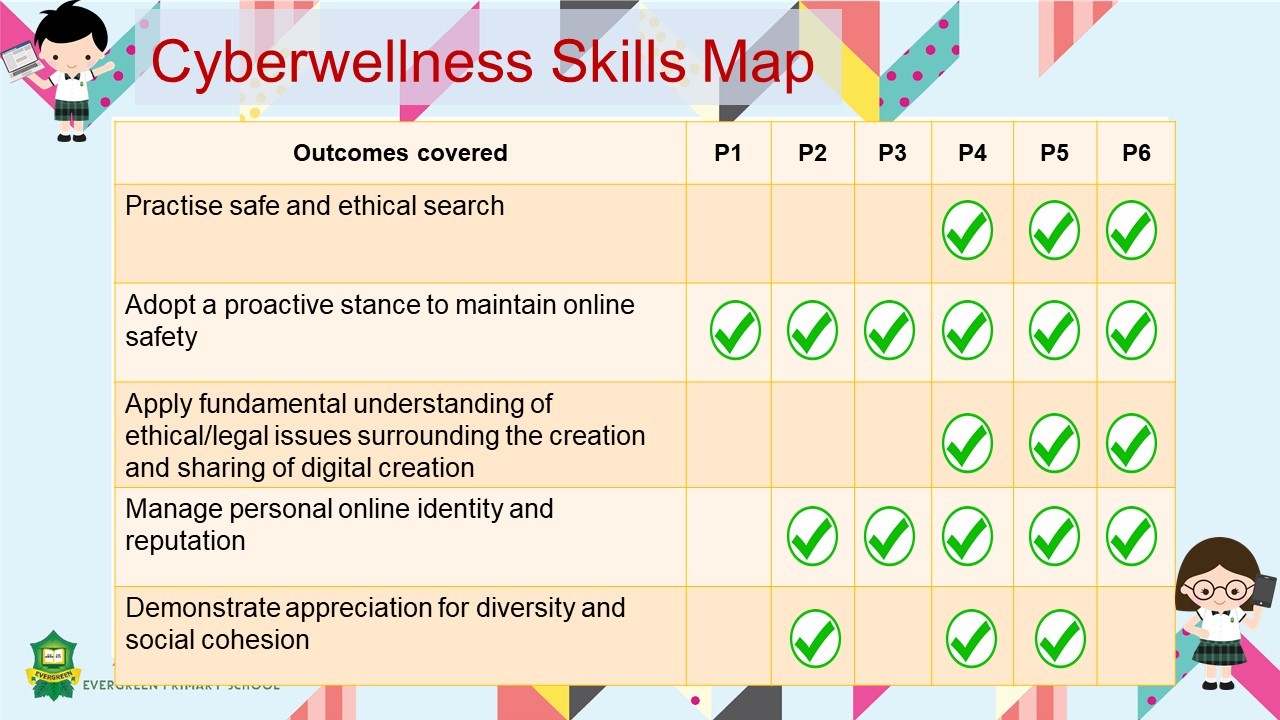 Cyberwellness Skills Map
Outcomes covered P1 P2 P3 P4 P5 P6
Practise safe and ethical search
Adopt a proactive stance to maintain online
safety
Apply fundamental understanding of
ethical/legal issues surrounding the creation
and sharing of digital creation
Manage personal online identity and
reputation
Demonstrate appreciation for diversity and
social cohesion
EVERGREEN
EVERGREEN PRIMARY SCHOOL